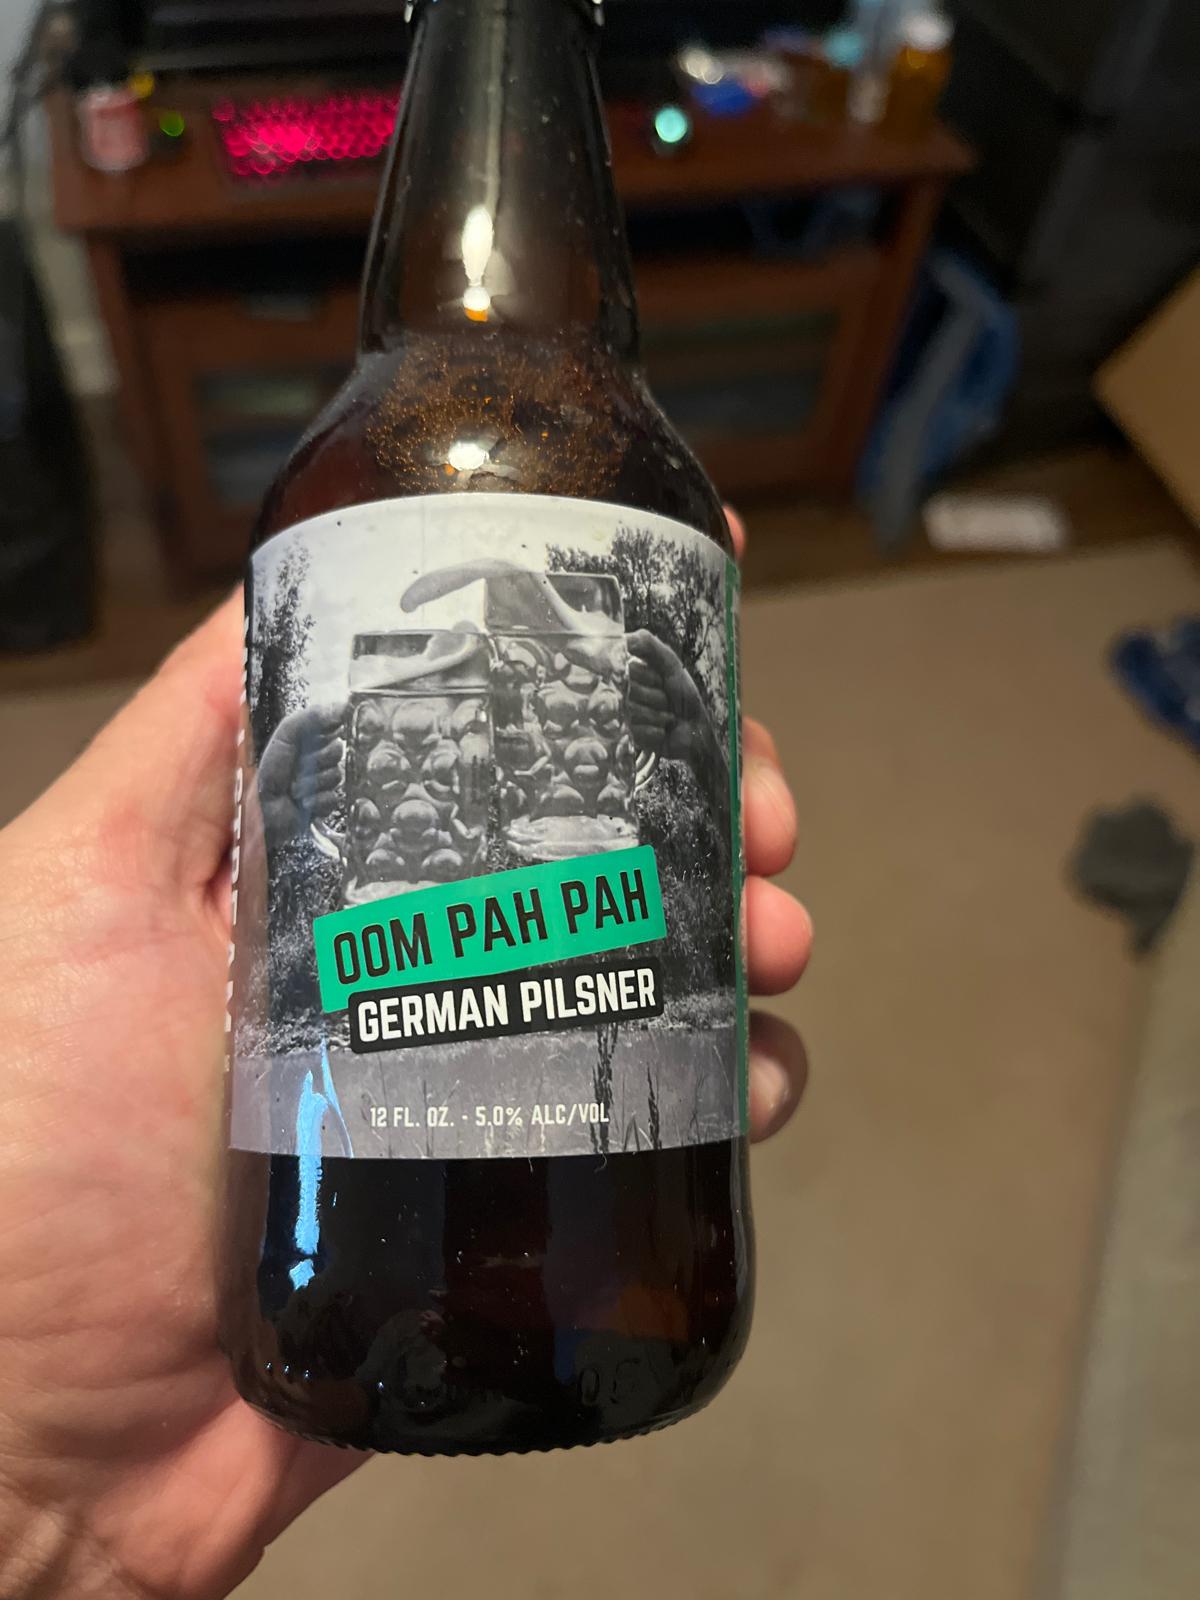 OOM PAH PAH
GERMAN PILSNER
12 FL. OZ. - 5.0% ALC/VOL